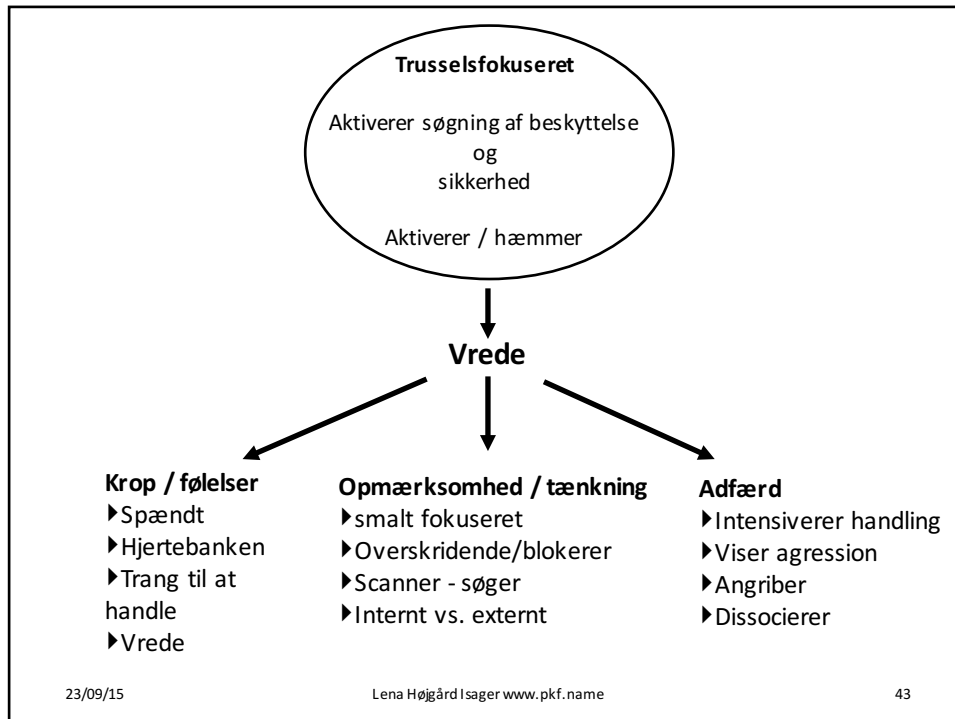 Trusselsfokuseret
Aktiverer søgning af beskyttelse
og
sikkerhed
Aktiverer / hæmmer
Vrede
Krop / følelser
▶Spændt
▶Hjertebanken
▶Trang til at
handle
▶Vrede
Opmærksomhed / tænkning
▶smalt fokuseret
▶Overskridende/blokerer
▶Scanner - søger
▶Internt vs. externt
Adfærd
▶Intensiverer handling
▶Viser agression
▶Angriber
▶Dissocierer
23/09/15
Lena Højgård Isager www.pkf.name
43